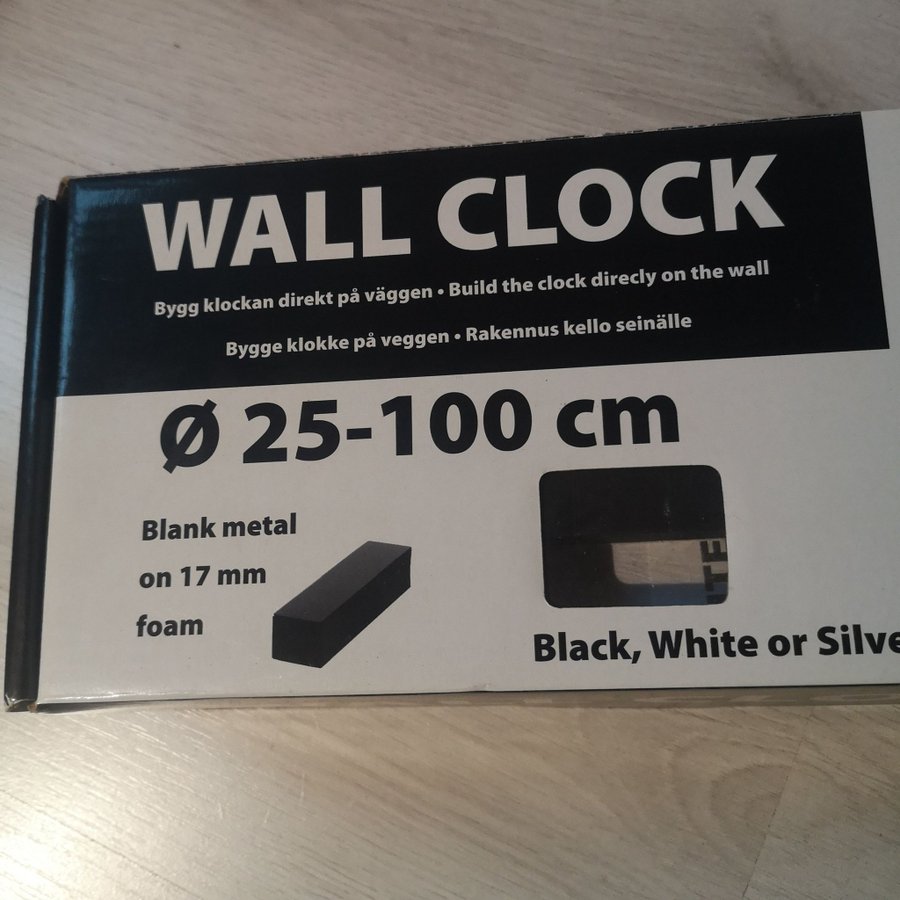 WALL CLOCK
Bygg klockan direkt på väggen • Build the clock direcly on the wall
Bygge klokke på veggen • Rakennus kello seinälle
Ø 25-100 cm
Blank metal
on 17 mm
foam
Black, White or Silve